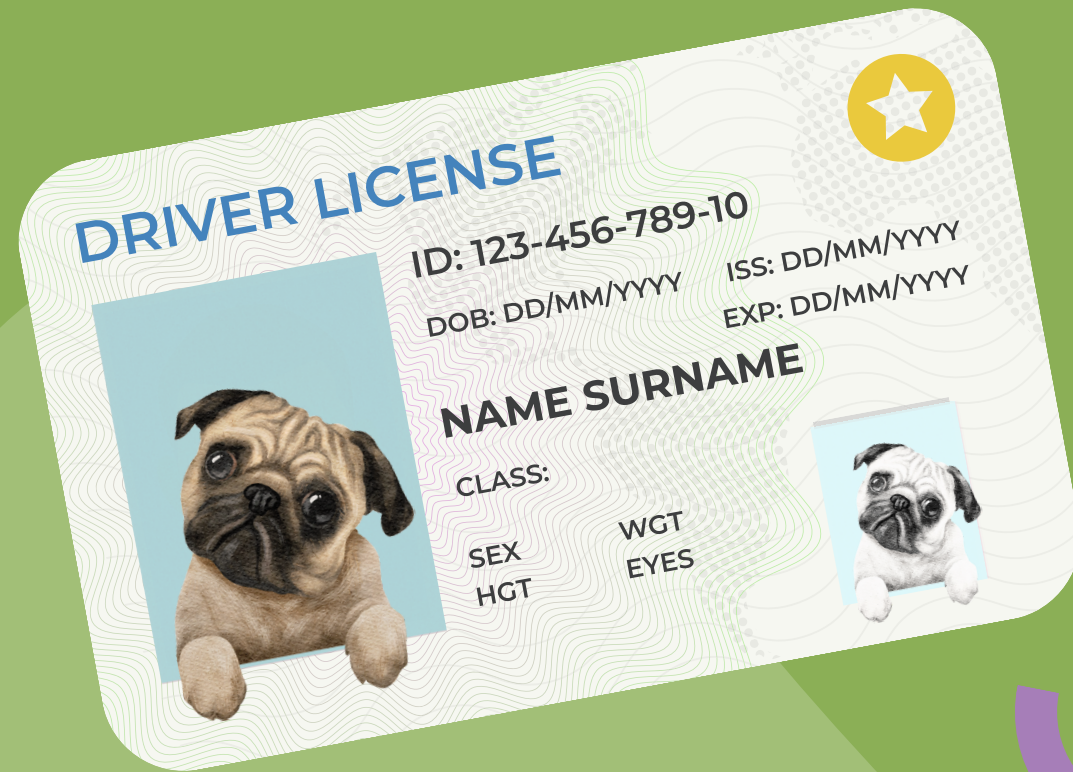 DRIVER LICENSE
ID: 123-456-789-10
DOB: DD/MM/YYYY
ISS: DD/MM/YYYY
EXP: DD/MM/YYYY
NAME SURNAME
CLASS:
SEX
WGT
HGT
EYES